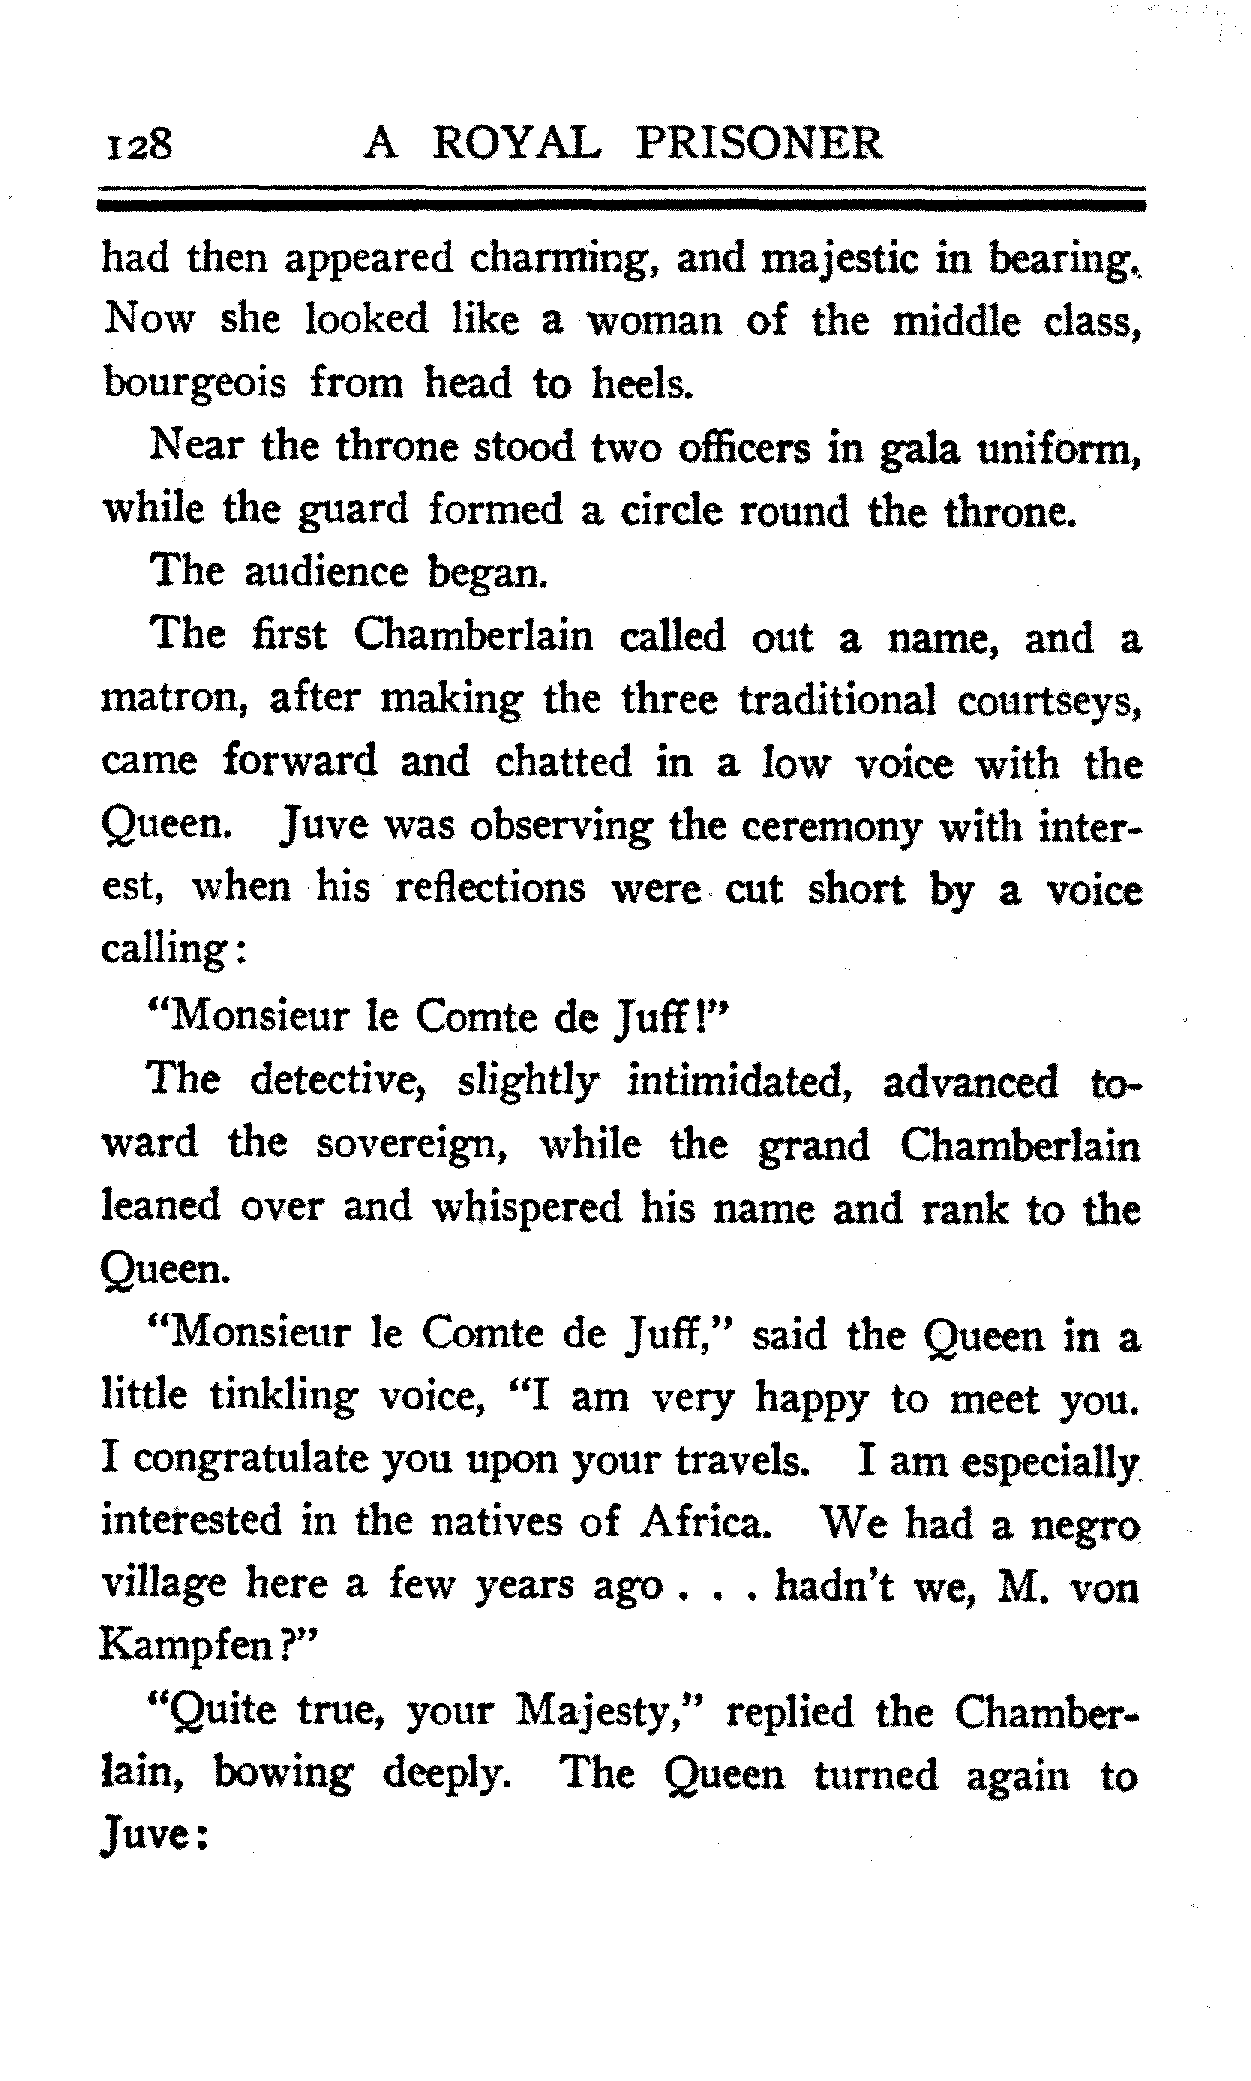 128 A ROYAL PRISONER
had then appeared charming, and majestic in bearing.
Now she looked like a woman of the middle class,
bourgeois from head to heels.
Near the throne stood two officers in gala uniform,
while the guard formed a circle round the throne.
The audience began.
The first Chamberlain called out a name, and a
matron, after making the three traditional courtseys,
came forward and chatted in a low voice with the
Queen. Juve was observing the ceremony with inter-
est, when his reflections were cut short by a voice
calling:
"Monsieur le Comte de Juff!"
The detective, slightly intimidated, advanced to-
ward the sovereign, while the grand Chamberlain
leaned over and whispered his name and rank to the
Queen.
"Monsieur le Comte de Juff," said the Queen in a
little tinkling voice, "I am very happy to meet you.
I congratulate you upon your travels. I am especially
interested in the natives of Africa. We had a negro
village here a few years ago . . . hadn't we, M. von
Kampfen?"
"Quite true, your Majesty," replied the Chamber-
lain, bowing deeply. The Queen turned again to
Juve: